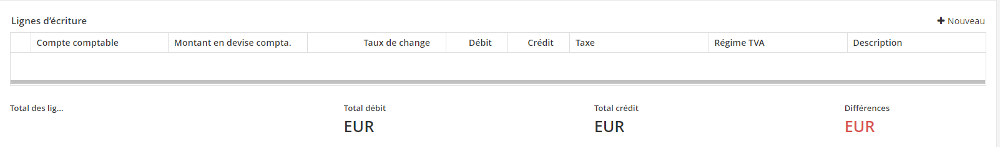 Lignes d’écriture
Nouveau
Compte comptable Montant en devise compta. Taux de change Débit Crédit Taxe Régime TVA Description
Total des lig... Total débit Total crédit Différences
EUR EUR EUR